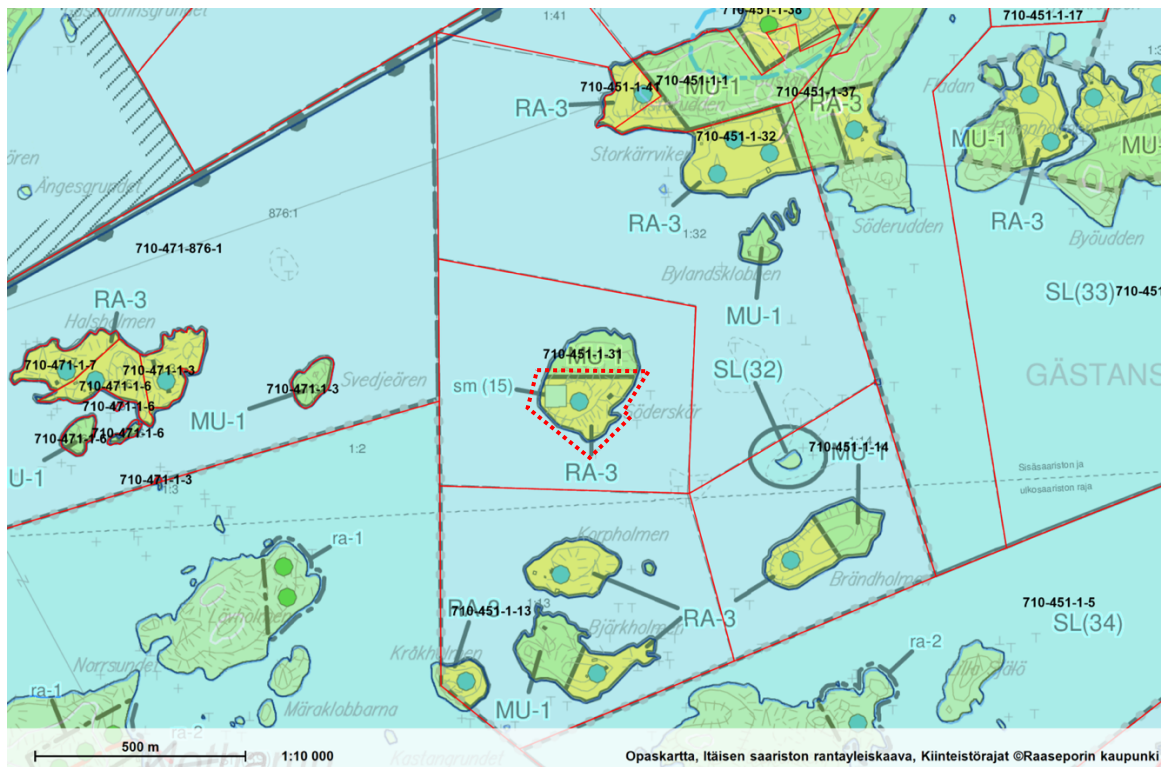 1:41
710-451-1-38
710-451-1-17
710-451-1-41
710-451-1-1
MU-1
710-451-1-37
RA-3
RA-3
710-451-1-32
Fladan
MU-1
Storkärrviken
Ängesgrundet
876:1
RA-3
1:32
Söderudden
RA-3
Byöudden
710-471-876-1
Bylandsklobben
SL(33)
RA-3
Halsholmen
MU-1
710-451-1-31
MU-1
SL(32)
GÄSTANS
710-471-1-7
710-471-1-3
710-471-1-6
710-471-1-3
Svedjeören
sm (15)
Söderskär
710-471-1-6
MU-1
710-471-1-6
710-471-1-6
1:2
710-451-1-14
MU-1
RA-3
Sisäsaariston ja
ulkosaariston raja
710-471-1-3
1:3
ra-1
Korpholmen
Brändholmen
710-451-1-13
1:13
RA-3
710-451-1-5
SL(34)
Lövholmen
Björkholmen
ra-2
Norrsundet
Kråkholmen
Lilla Själö
ra-1
Märaklobbarna
MU-1
ra-2
Kastangrundet
500 m
1:10 000
Opaskartta, Itäisen saariston rantayleiskaava, Kiinteistörajat ©Raaseporin kaupunki